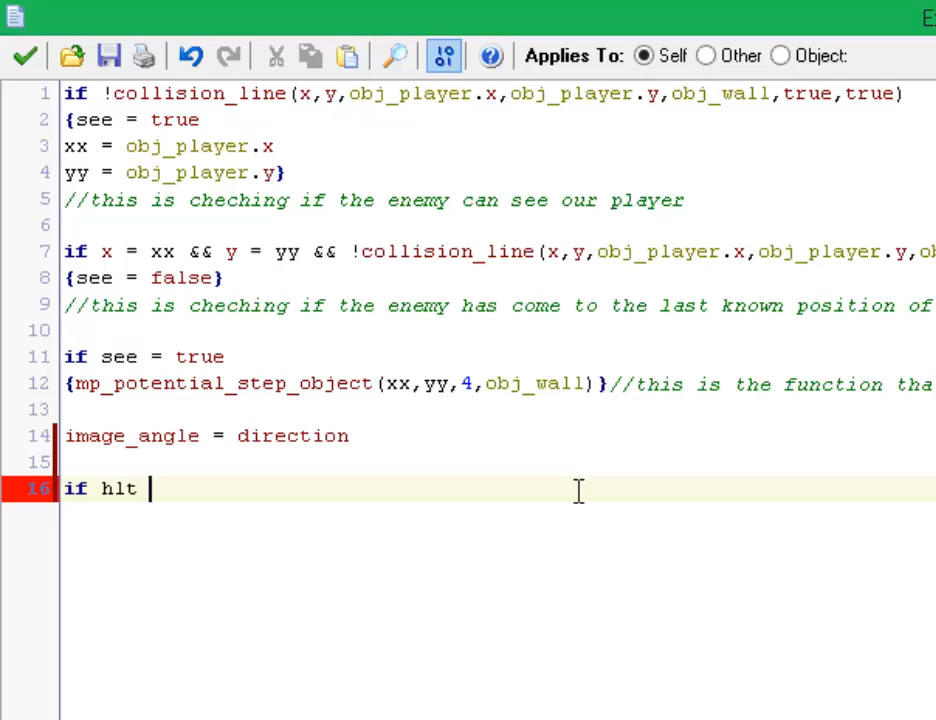 E
Applies To: Self Other Object:
1 if !collision_line(x,y,obj_player.x,obj_player.y,obj_wall,true,true)
2 {see = true
3 xx = obj_player.x
4 yy = obj_player.y}
5 //this is cheching if the enemy can see our player
6
7 if x = xx && y = yy && !collision_line(x,y,obj_player.x,obj_player.y,o
8 {see = false}
9 //this is cheching if the enemy has come to the last known position of
10
11 if see = true
12 {mp_potential_step_object(xx,yy,4,obj_wall)}//this is the function tha
13
14 image_angle = direction
15
16 if hlt